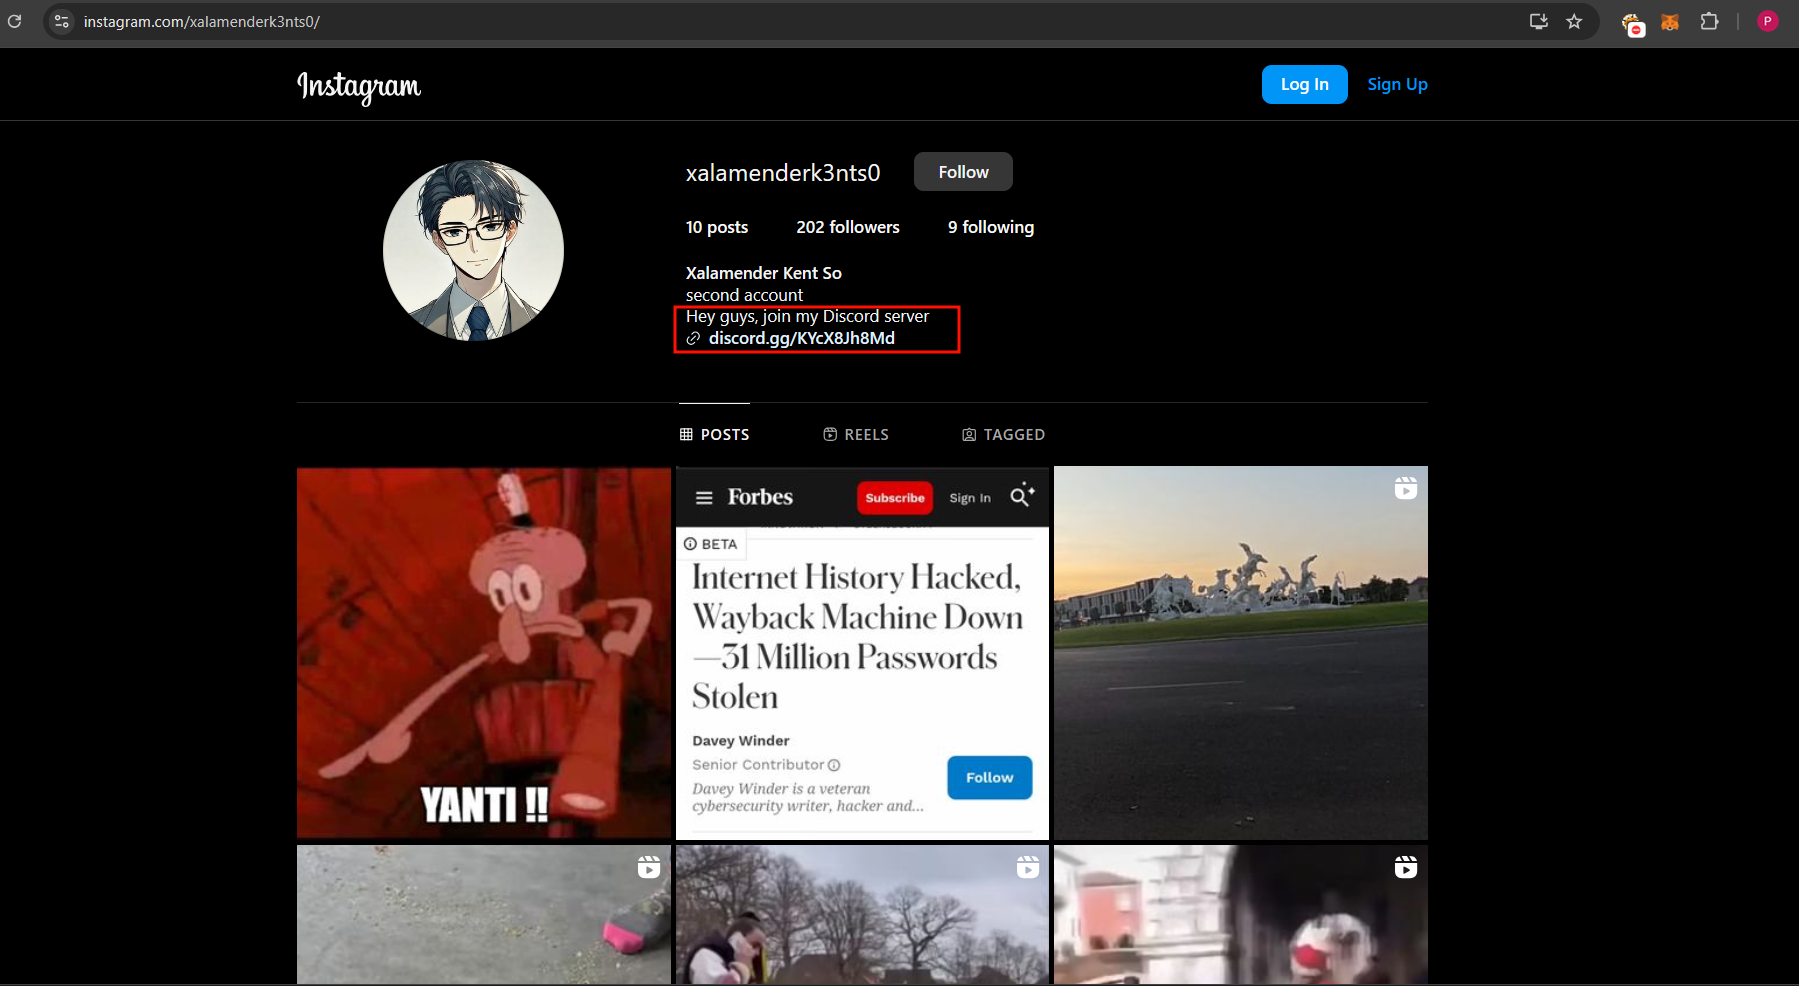 instagram.com/xalamenderk3nts0/
P
Instagram
Log In
Sign Up
xalamenderk3nts0
Follow
10 posts
202 followers
9 following
Xalamender Kent So
second account
Hey guys, join my Discord server
discord.gg/KYcX8Jh8Md
POSTS
REELS
TAGGED
YANTI !!
Forbes
Subscribe
Sign In
BETA
Internet History Hacked,
Wayback Machine Down
—31 Million Passwords
Stolen
Davey Winder
Senior Contributor
Follow
Davey Winder is a veteran
cybersecurity writer, hacker and...